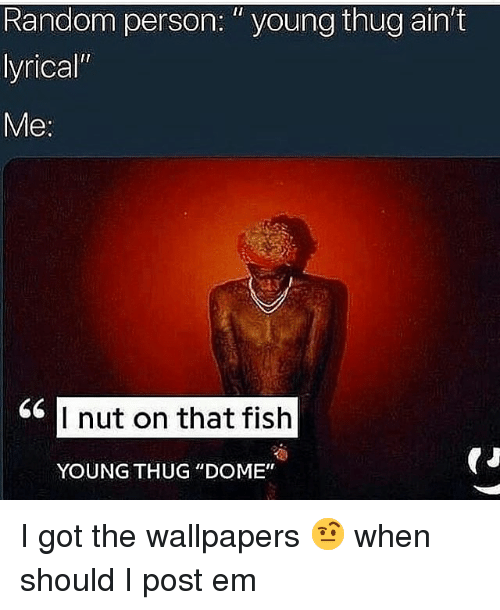 Random person: " young thug ain't
lyrical"
Me:
“ I nut on that fish
YOUNG THUG “DOME”
I got the wallpapers 🤨 when
should I post em